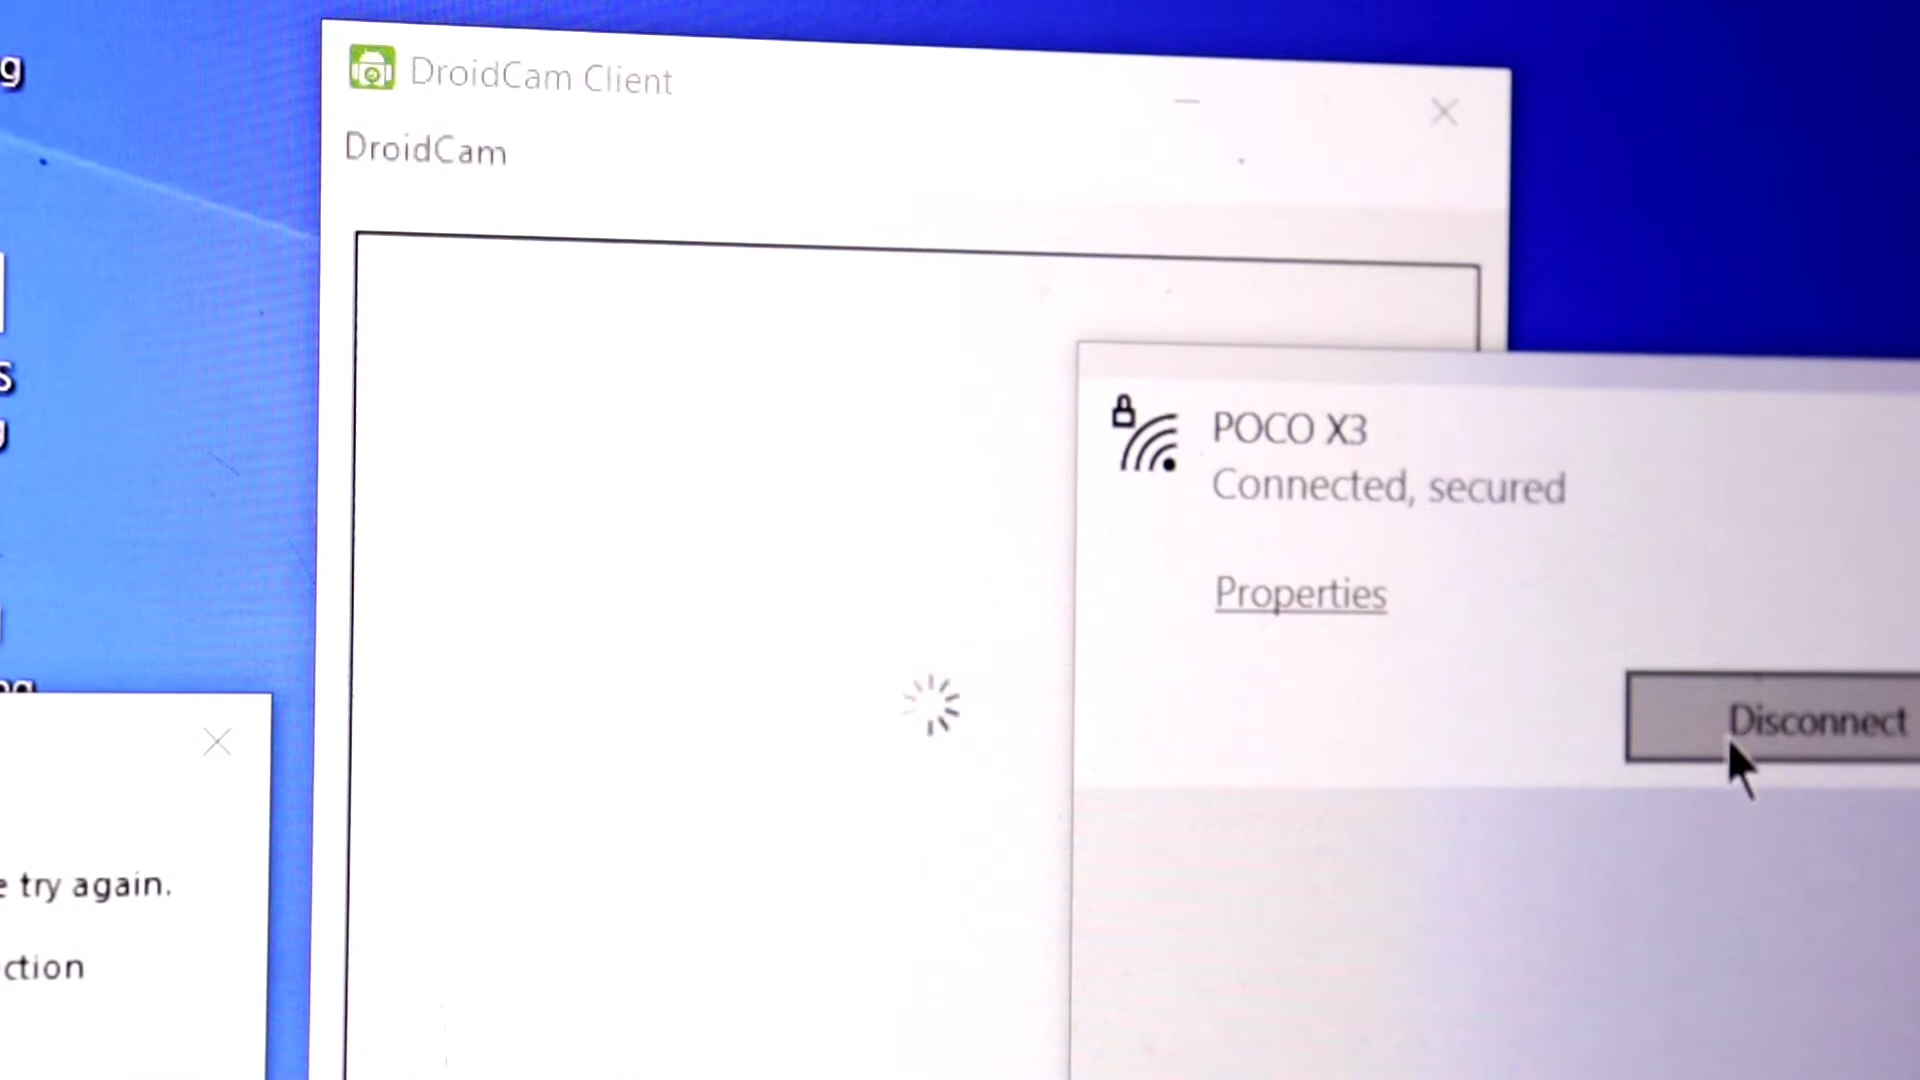 DroidCam Client
DroidCam
POCO X3
Connected, secured
Properties
Disconnect
try again.
ction